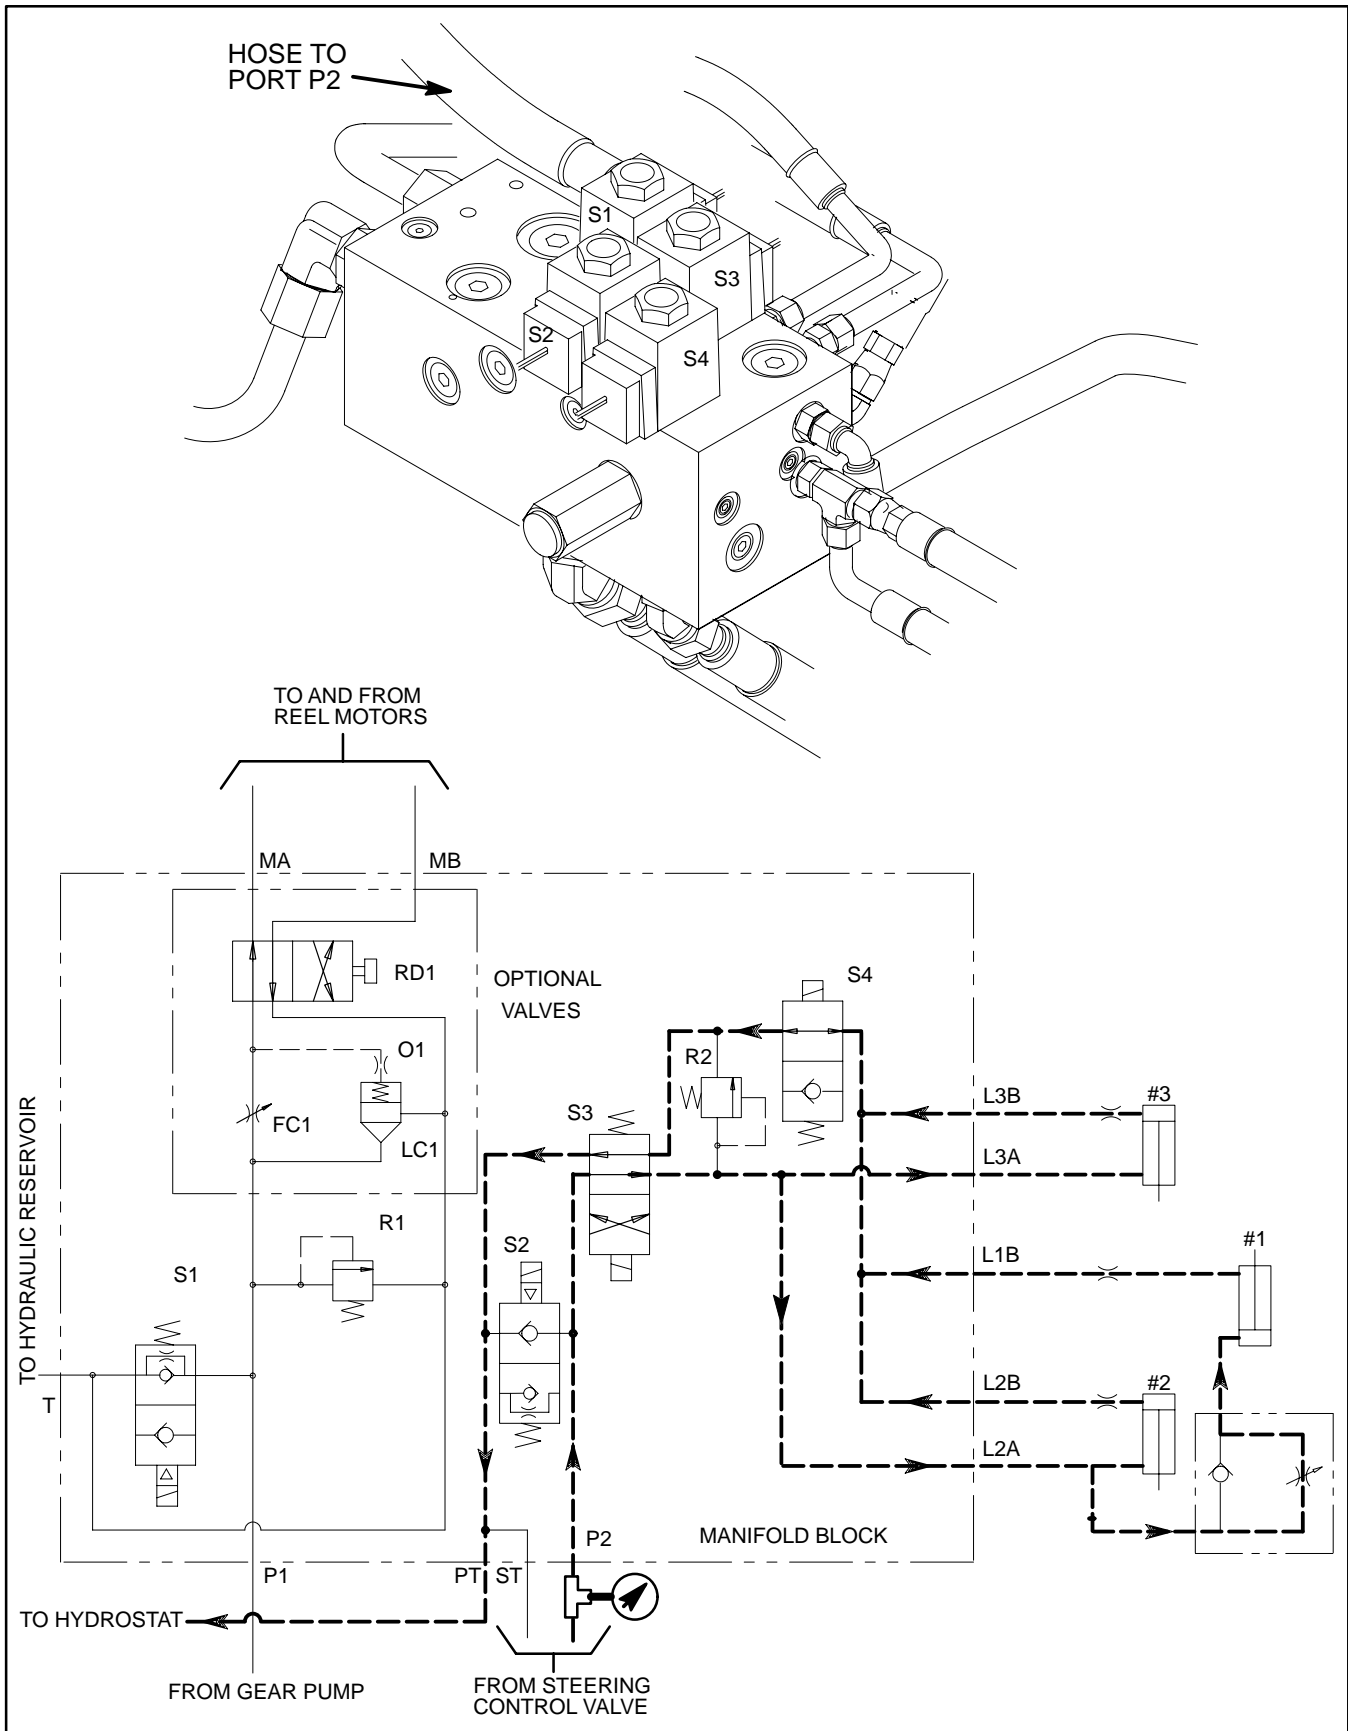 HOSE TO
PORT P2
S1
S3
S2
S4
TO AND FROM
REEL MOTORS
MA
MB
RD1
OPTIONAL
VALVES
S4
O1
R2
FC1
LC1
S3
L3B
#3
L3A
TO HYDRAULIC RESERVOIR
R1
S1
S2
L1B
#1
T
L2B
#2
L2A
P2
MANIFOLD BLOCK
P1
PT
ST
TO HYDROSTAT
FROM GEAR PUMP
FROM STEERING
CONTROL VALVE